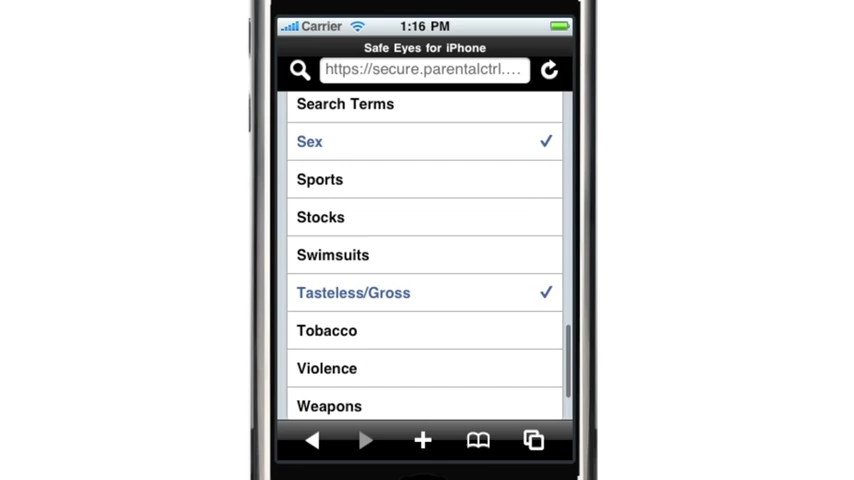 Carrier 1:16 PM
Safe Eyes for iPhone
https://secure.parentalctrl....
Search Terms
Sex
Sports
Stocks
Swimsuits
Tasteless/Gross
Tobacco
Violence
Weapons